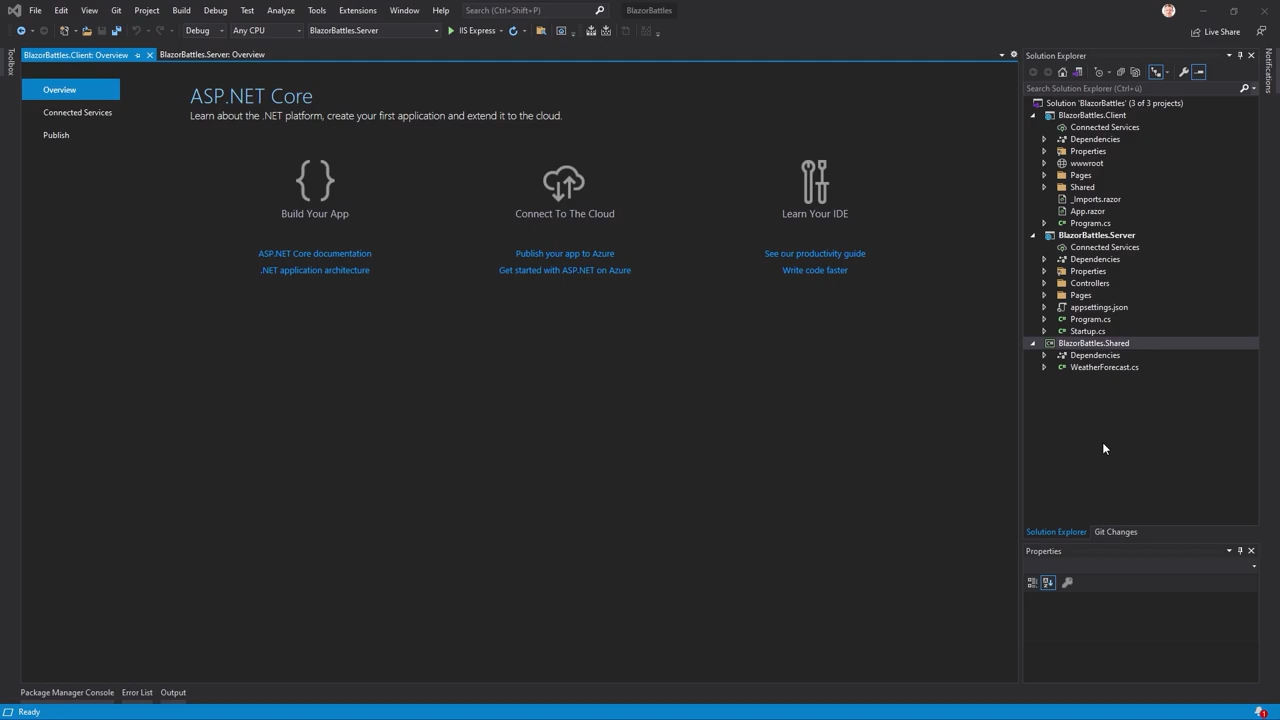 File Edit View Git Project Build Debug Test Analyze Tools Extensions Window Help Search (Ctrl+Shift+P) BlazorBattles
Debug Any CPU BlazorBattles.Server IIS Express Live Share
Toolbox
BlazorBattles.Client: Overview BlazorBattles.Server: Overview
Overview
Connected Services
Publish
ASP.NET Core
Learn about the .NET platform, create your first application and extend it to the cloud.
Build Your App Connect To The Cloud Learn Your IDE
ASP.NET Core documentation Publish your app to Azure See our productivity guide
.NET application architecture Get started with ASP.NET on Azure Write code faster
Solution Explorer
Search Solution Explorer (Ctrl+ü)
Solution 'BlazorBattles' (3 of 3 projects)
BlazorBattles.Client
Connected Services
Dependencies
Properties
wwwroot
Pages
Shared
_Imports.razor
App.razor
C# Program.cs
BlazorBattles.Server
Connected Services
Dependencies
Properties
Controllers
Pages
appsettings.json
C# Program.cs
C# Startup.cs
C# BlazorBattles.Shared
Dependencies
C# WeatherForecast.cs
Solution Explorer Git Changes
Properties
Notifications
Package Manager Console Error List Output
Ready 1